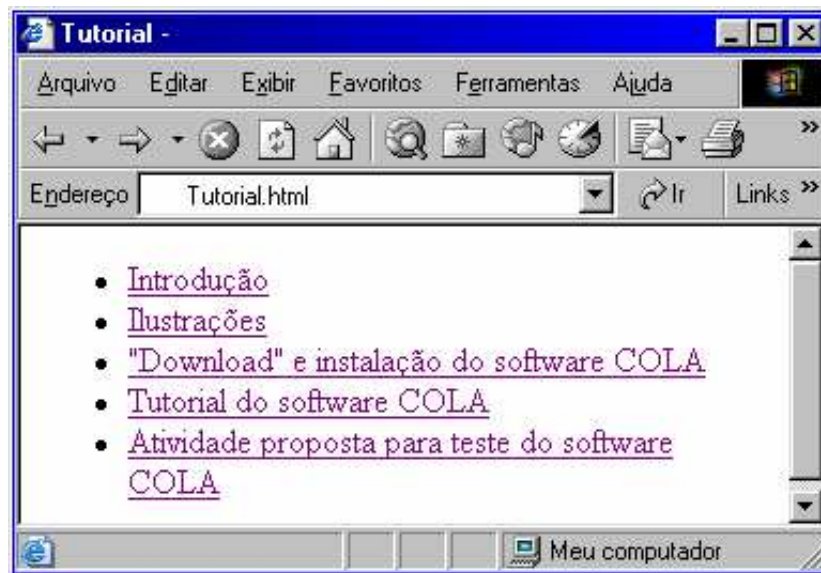 Tutorial -
Arquivo Editar Exibir Favoritos Ferramentas Ajuda
Endereço Tutorial.html Ir Links »
Introdução
Ilustrações
"Download" e instalação do software COLA
Tutorial do software COLA
Atividade proposta para teste do software
COLA
Meu computador